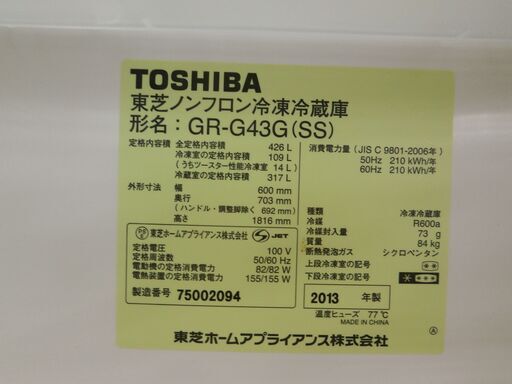 TOSHIBA
東芝ノンフロン冷凍冷蔵庫
形名：GR-G43G(SS)
定格内容積 全定格内容積 426 L
冷凍室の定格内容積 109 L
(うちツースター性能冷凍室 14 L)
冷蔵室の定格内容積 317 L
外形寸法 幅 600 mm
奥行 703 mm
(ハンドル・調整脚除く 692 mm)
高さ 1816 mm
消費電力量 (JIS C 9801-2006年)
50Hz 210 kWh/年
60Hz 210 kWh/年
種類 冷凍冷蔵庫
冷媒 R600a
冷媒封入量 73 g
質量 84 kg
断熱発泡ガス シクロペンタン
上段冷凍室の記号 **
下段冷凍室の記号 * ***
PS E 東芝ホームアプライアンス株式会社 S JET
定格電圧 100 V
定格周波数 50/60 Hz
電動機の定格消費電力 82/82 W
電熱装置の定格消費電力 155/155 W
製造番号 75002094
2013 年製
温度ヒューズ 77℃
MADE IN CHINA
東芝ホームアプライアンス株式会社
Ⓐ